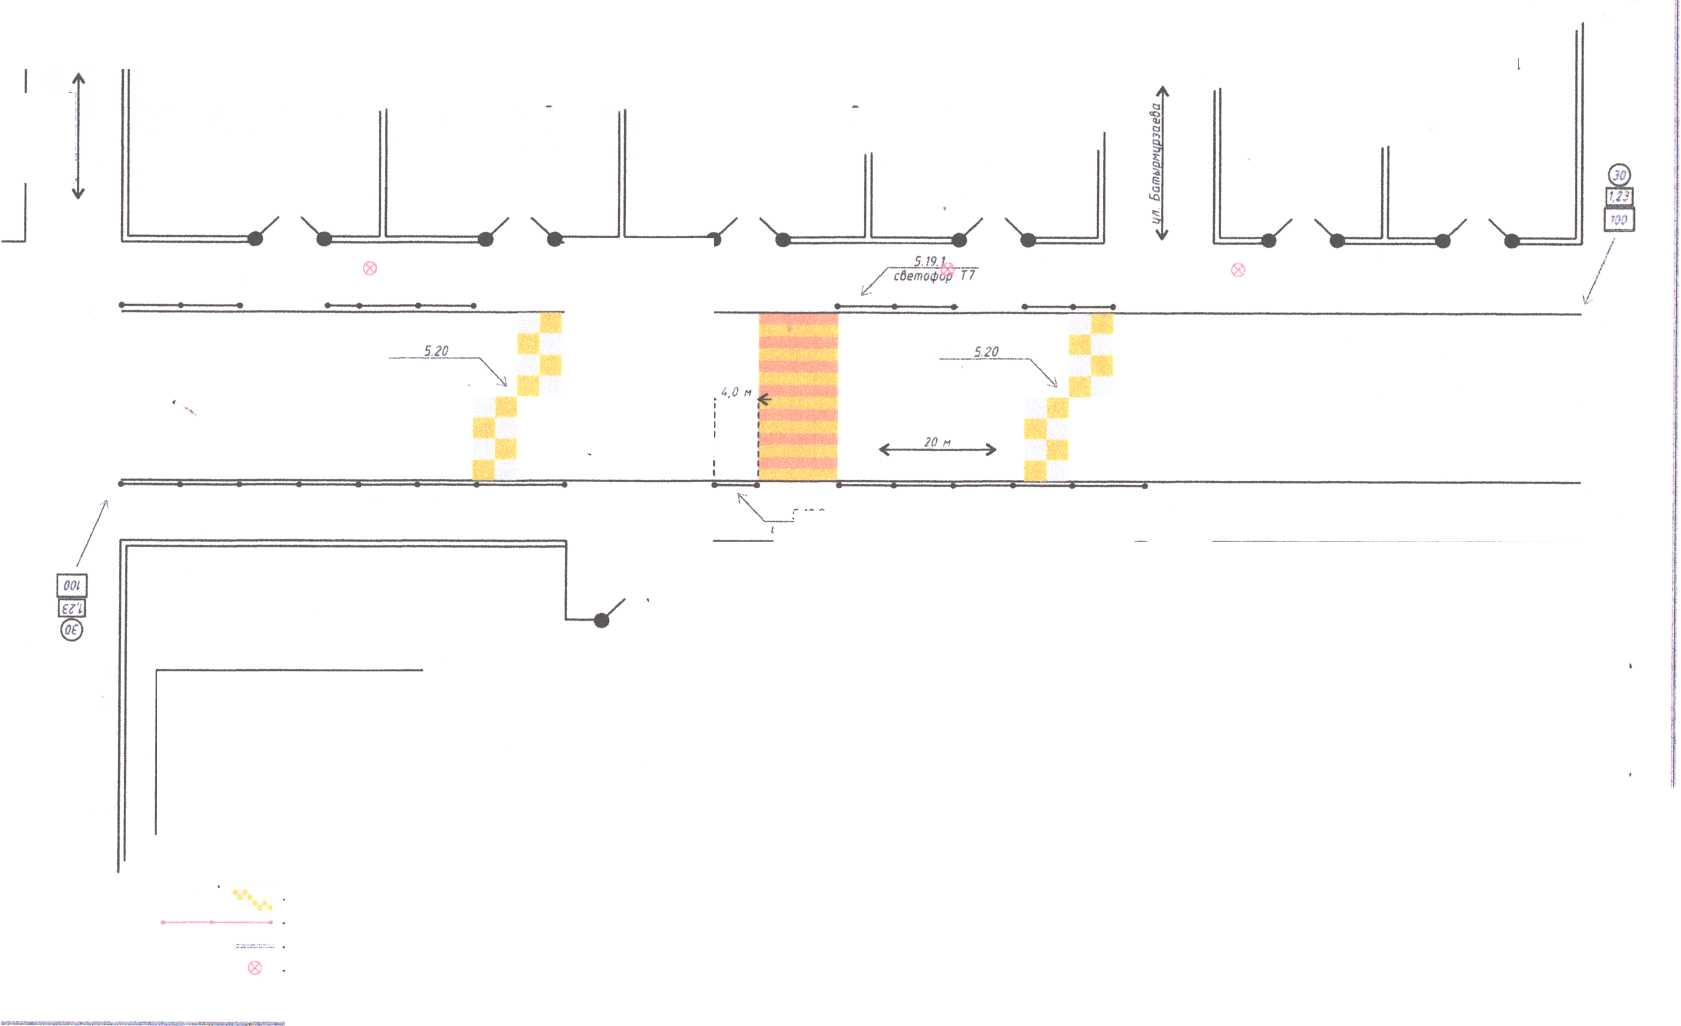 ул. Батырмурзаева
30
1,23
100
5.19.1
светофор Т7
5.20
5.20
4,0 м
20 м
100
1,23
30